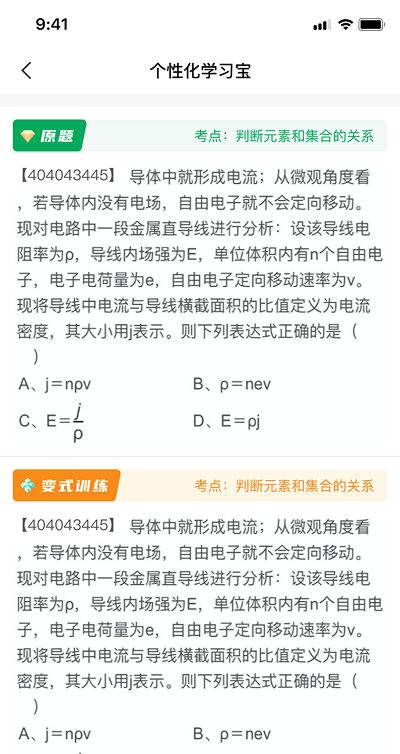 9:41
个性化学习宝
原题
考点：判断元素和集合的关系
【404043445】 导体中就形成电流；从微观角度看
，若导体内没有电场，自由电子就不会定向移动。
现对电路中一段金属直导线进行分析：设该导线电
阻率为ρ，导线内场强为E，单位体积内有n个自由电
子，电子电荷量为e，自由电子定向移动速率为v。
现将导线中电流与导线横截面积的比值定义为电流
密度，其大小用j表示。则下列表达式正确的是（
）
A、j＝nρv
B、ρ＝nev
C、E＝j/ρ
D、E＝ρj
变式训练
考点：判断元素和集合的关系
【404043445】 导体中就形成电流；从微观角度看
，若导体内没有电场，自由电子就不会定向移动。
现对电路中一段金属直导线进行分析：设该导线电
阻率为ρ，导线内场强为E，单位体积内有n个自由电
子，电子电荷量为e，自由电子定向移动速率为v。
现将导线中电流与导线横截面积的比值定义为电流
密度，其大小用j表示。则下列表达式正确的是（
）
A、j＝nρv
B、ρ＝nev